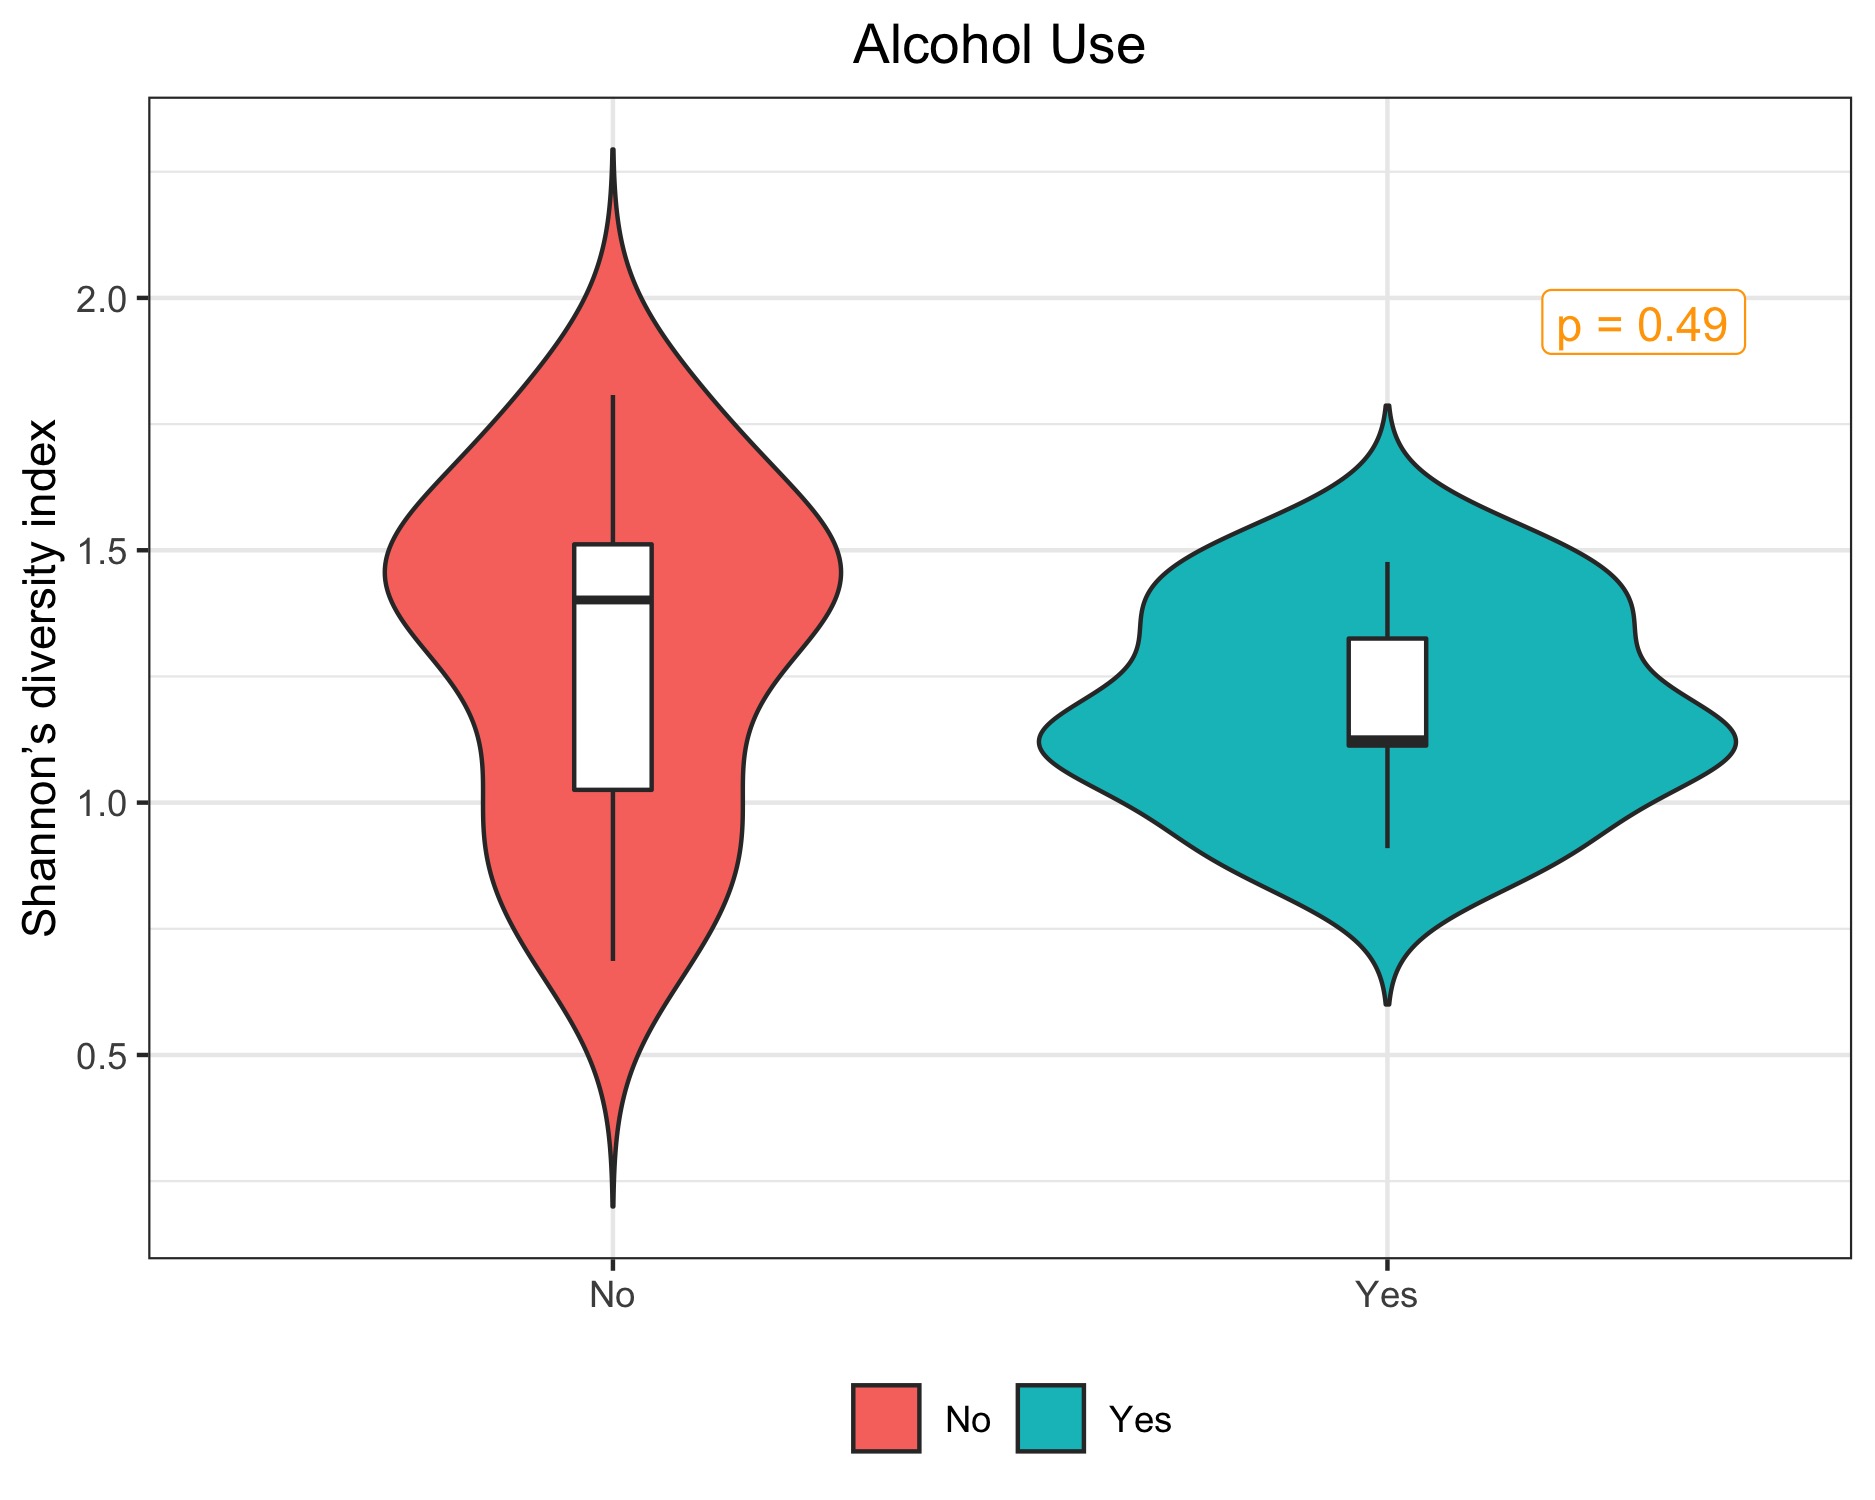 Alcohol Use
Shannon’s diversity index
2.0
1.5
1.0
0.5
p = 0.49
No
Yes
No
Yes